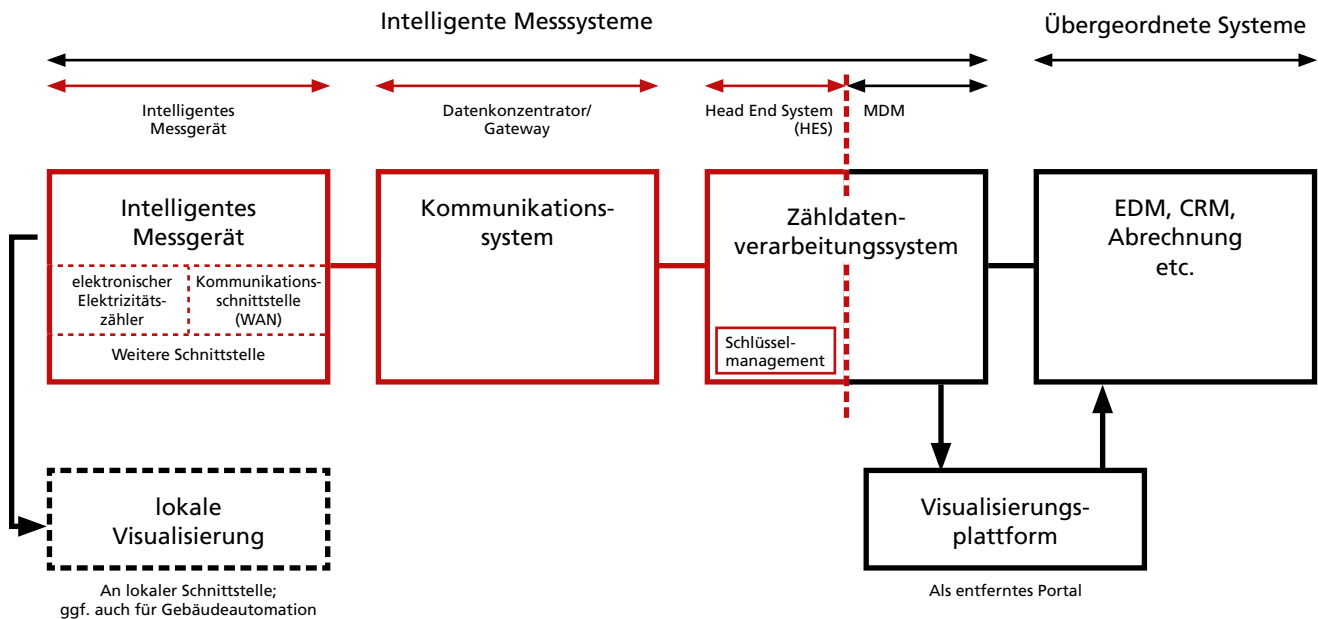 Intelligente Messsysteme
Übergeordnete Systeme
Intelligentes
Messgerät
Datenkonzentrator/
Gateway
Head End System
(HES)
MDM
Intelligentes
Messgerät
elektronischer
Elektrizitäts-
zähler
Kommunikations-
schnittstelle
(WAN)
Weitere Schnittstelle
Kommunikations-
system
Zähldaten-
verarbeitungssystem
Schlüssel-
management
EDM, CRM,
Abrechnung
etc.
lokale
Visualisierung
An lokaler Schnittstelle;
ggf. auch für Gebäudeautomation
Visualisierungs-
plattform
Als entferntes Portal